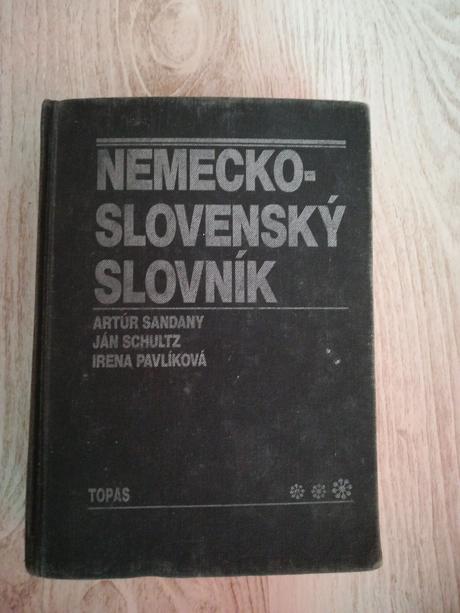 NEMECKO-
SLOVENSKÝ
SLOVNÍK
ARTÚR SANDANY
JÁN SCHULTZ
IRENA PAVLÍKOVÁ
TOPAS